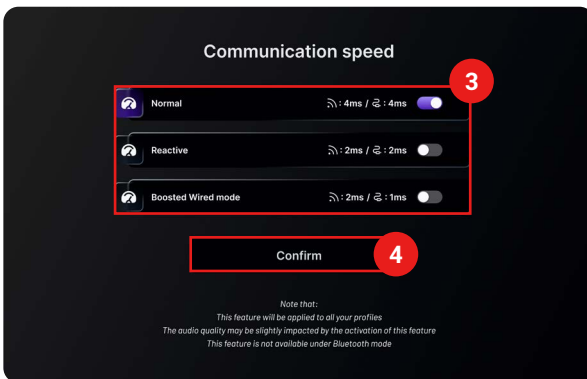 Communication speed
3
Normal : 4ms / : 4ms
Reactive : 2ms / : 2ms
Boosted Wired mode : 2ms / : 1ms
Confirm
4
Note that:
This feature will be applied to all your profiles
The audio quality may be slightly impacted by the activation of this feature
This feature is not available under Bluetooth mode